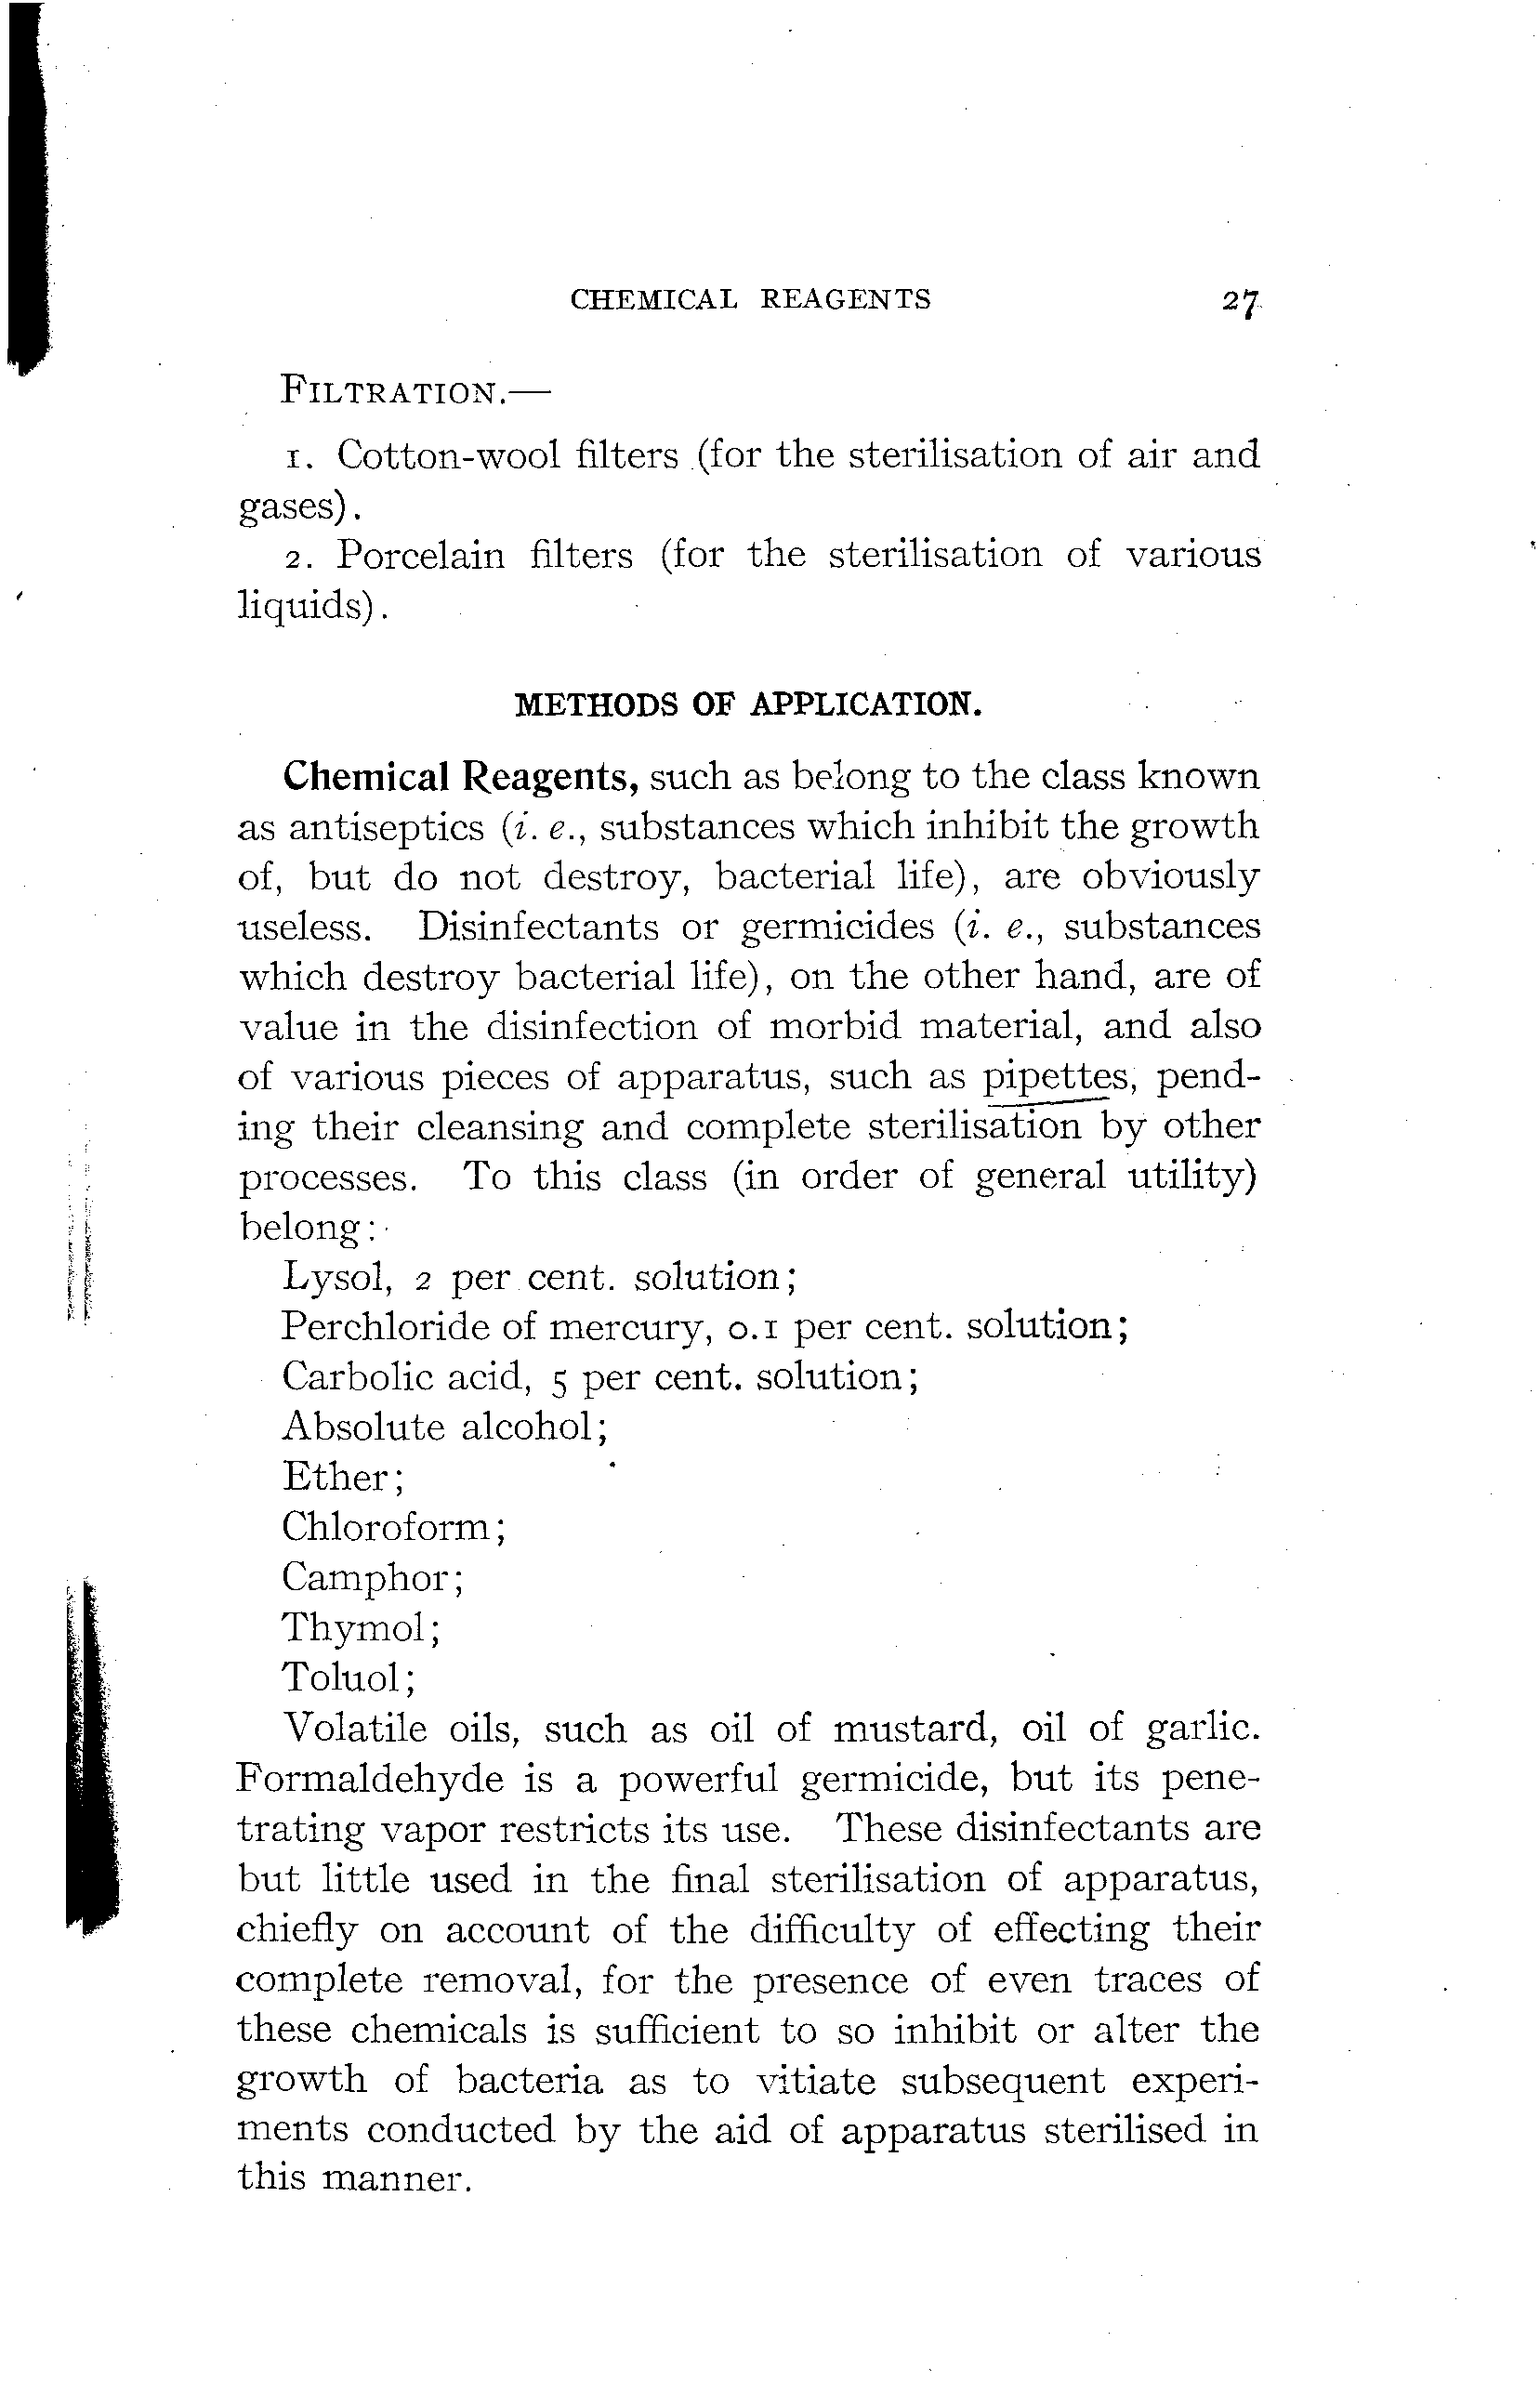 CHEMICAL REAGENTS 27
FILTRATION.—
1. Cotton-wool filters (for the sterilisation of air and
gases).
2. Porcelain filters (for the sterilisation of various
liquids).
METHODS OF APPLICATION.
Chemical Reagents, such as belong to the class known
as antiseptics (i. e., substances which inhibit the growth
of, but do not destroy, bacterial life), are obviously
useless. Disinfectants or germicides (i. e., substances
which destroy bacterial life), on the other hand, are of
value in the disinfection of morbid material, and also
of various pieces of apparatus, such as pipettes, pend-
ing their cleansing and complete sterilisation by other
processes. To this class (in order of general utility)
belong:
Lysol, 2 per cent. solution;
Perchloride of mercury, 0.1 per cent. solution;
Carbolic acid, 5 per cent. solution;
Absolute alcohol;
Ether;
Chloroform;
Camphor;
Thymol;
Toluol;
Volatile oils, such as oil of mustard, oil of garlic.
Formaldehyde is a powerful germicide, but its pene-
trating vapor restricts its use. These disinfectants are
but little used in the final sterilisation of apparatus,
chiefly on account of the difficulty of effecting their
complete removal, for the presence of even traces of
these chemicals is sufficient to so inhibit or alter the
growth of bacteria as to vitiate subsequent experi-
ments conducted by the aid of apparatus sterilised in
this manner.